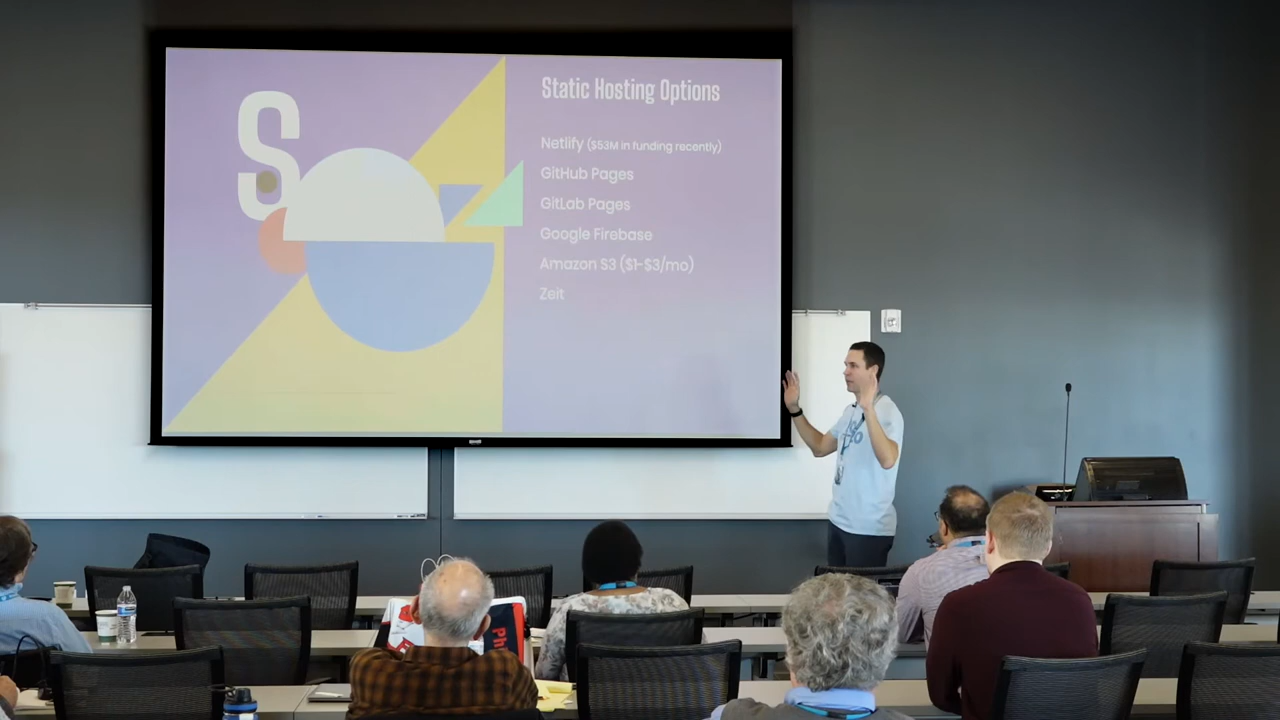 S
Static Hosting Options
Netlify ($53M in funding recently)
GitHub Pages
GitLab Pages
Google Firebase
Amazon S3 ($1-$3/mo)
Zeit